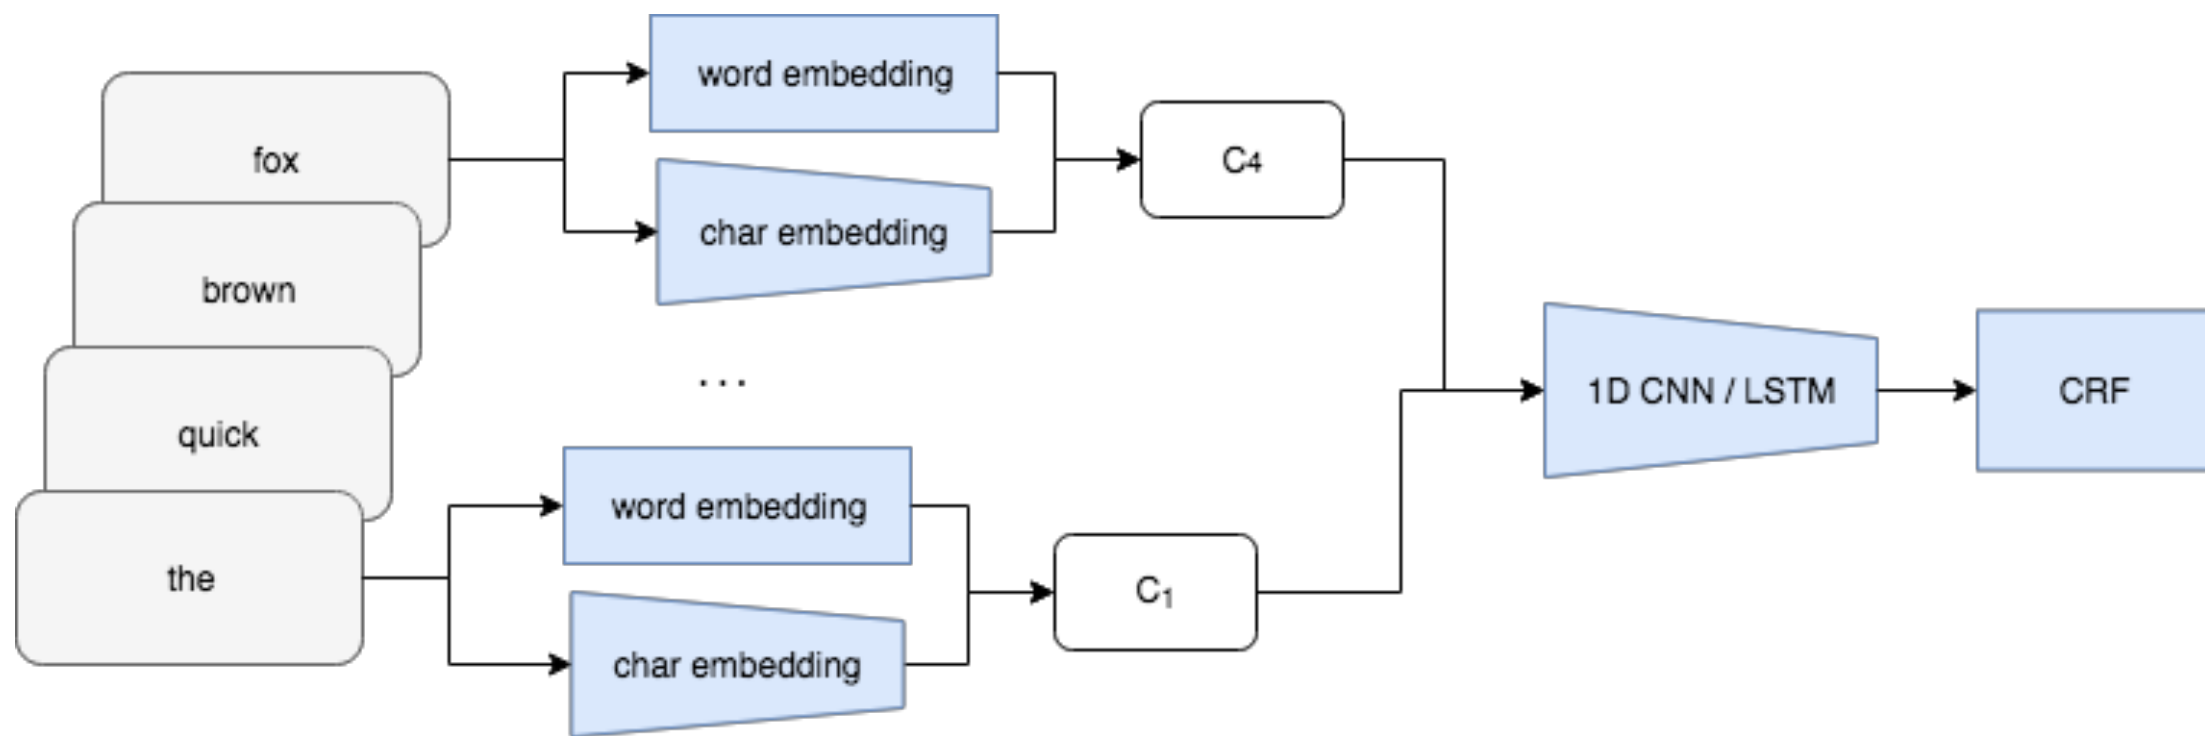 word embedding
fox
C4
char embedding
brown
...
1D CNN / LSTM
CRF
quick
word embedding
the
C₁
char embedding